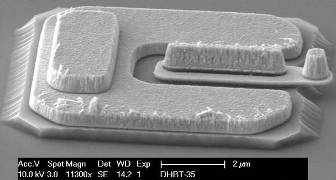 Acc.V Spot Magn Det WD Exp 2 μm
10.0 kV 3.0 11300x SE 14.2 1 DHBT-35